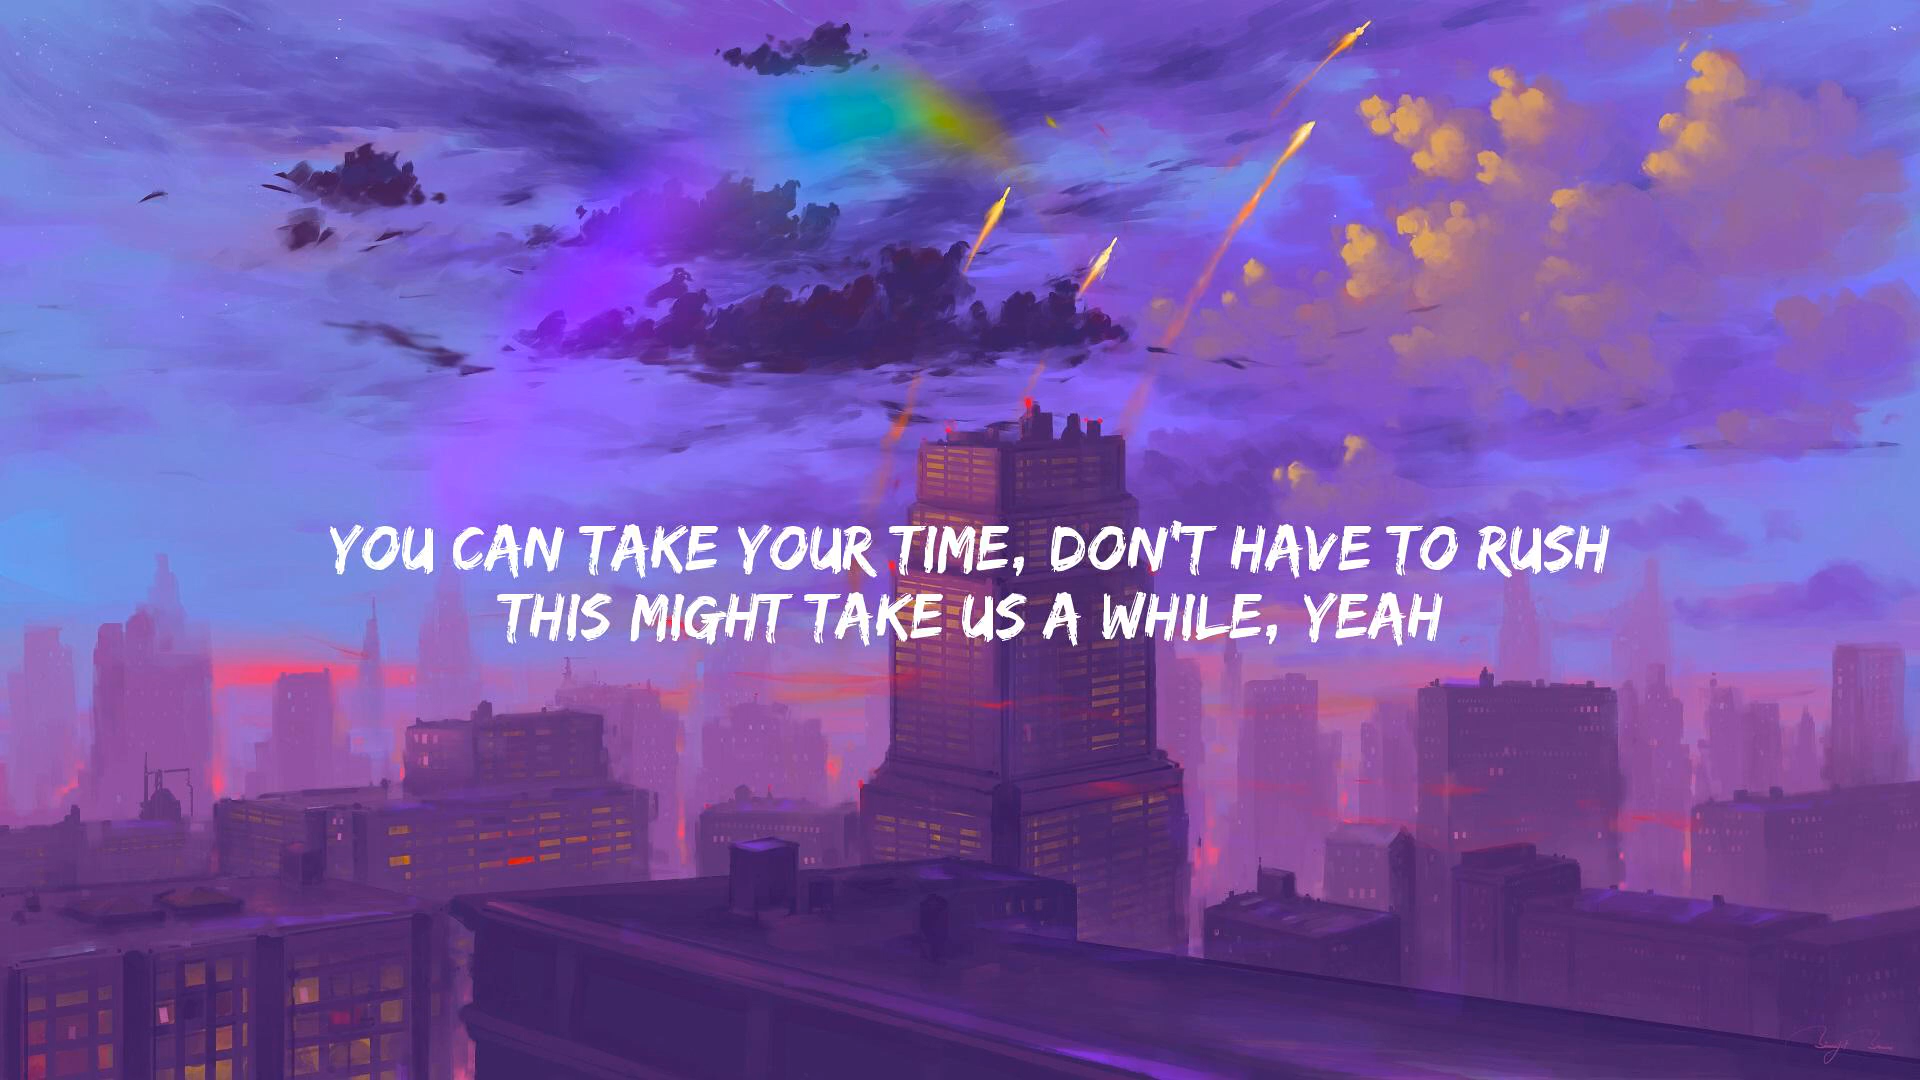 YOU CAN TAKE YOUR TIME, DON'T HAVE TO RUSH
THIS MIGHT TAKE US A WHILE, YEAH